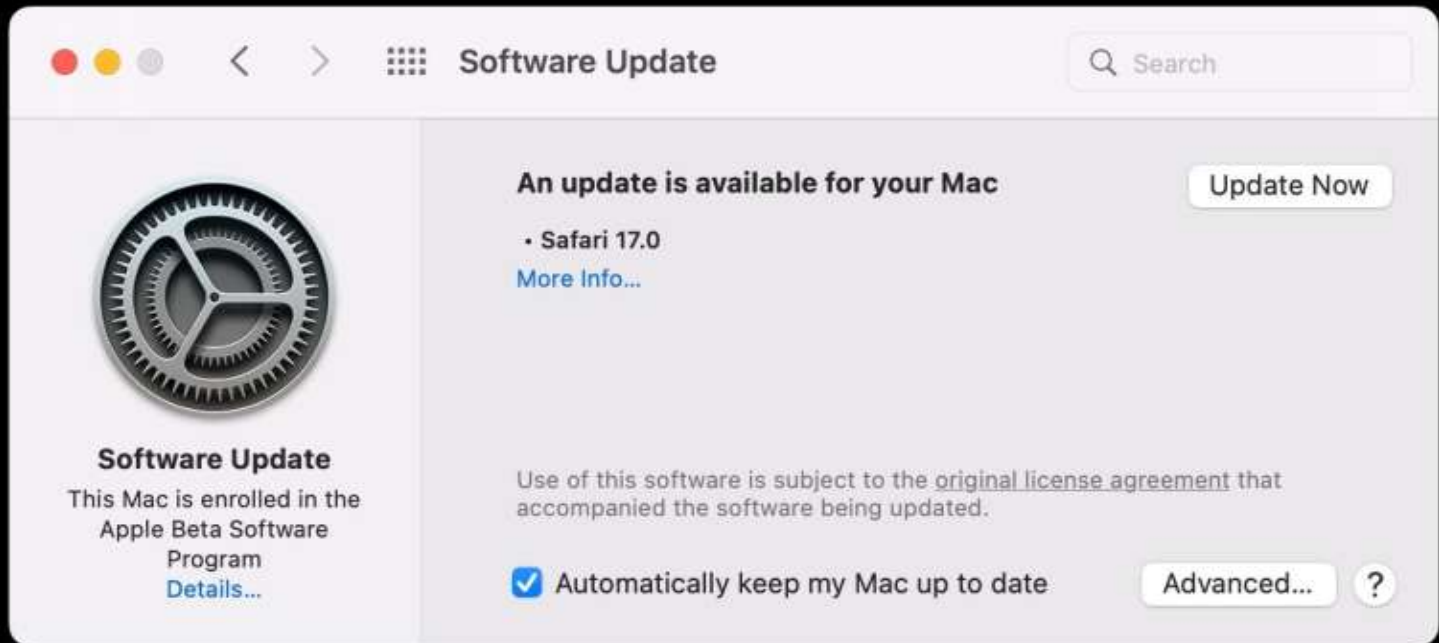 Software Update
Search
An update is available for your Mac
Update Now
• Safari 17.0
More Info...
Software Update
This Mac is enrolled in the
Apple Beta Software
Program
Details...
Use of this software is subject to the original license agreement that
accompanied the software being updated.
Automatically keep my Mac up to date
Advanced...
?